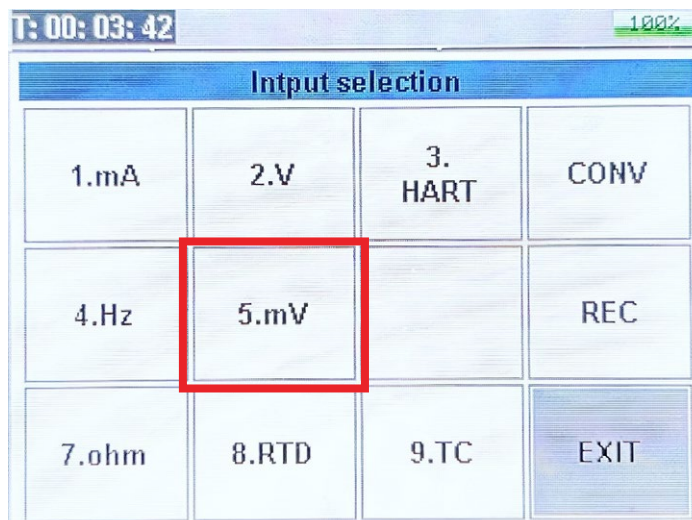 T: 00: 03: 42 100%
Intput selection
1.mA 2.V 3. HART CONV
4.Hz 5.mV REC
7.ohm 8.RTD 9.TC EXIT